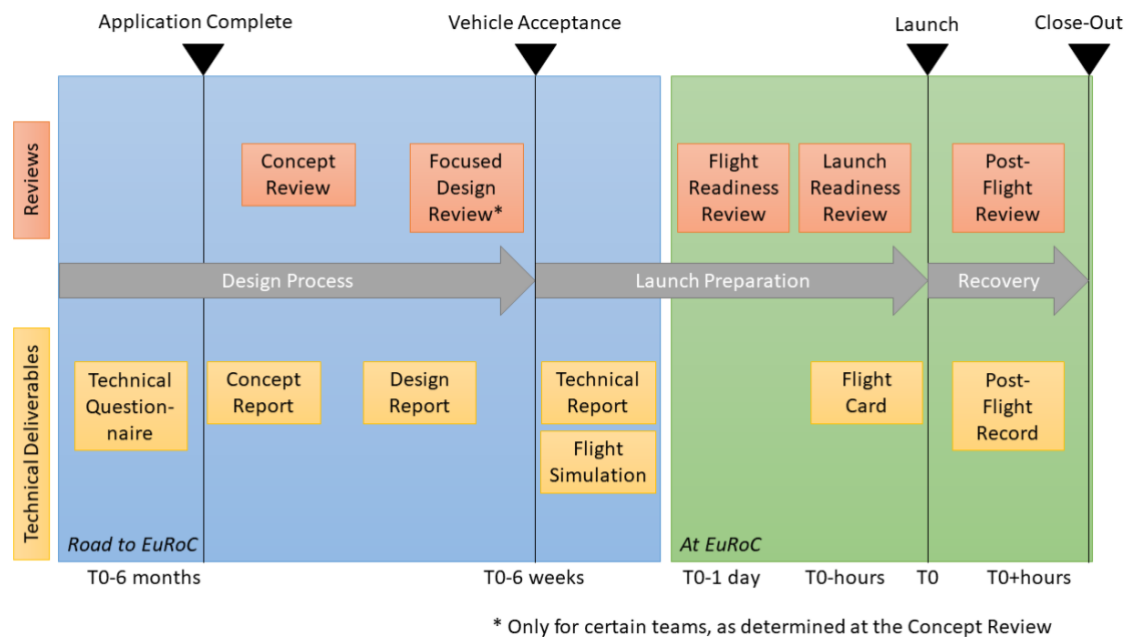 Application Complete
Vehicle Acceptance
Launch
Close-Out
Reviews
Concept
Review
Focused
Design
Review*
Flight
Readiness
Review
Launch
Readiness
Review
Post-
Flight
Review
Design Process
Launch Preparation
Recovery
Technical Deliverables
Technical
Question-
naire
Concept
Report
Design
Report
Technical
Report
Flight
Simulation
Flight
Card
Post-
Flight
Record
Road to EuRoC
At EuRoC
T0-6 months
T0-6 weeks
T0-1 day
T0-hours
T0
T0+hours
* Only for certain teams, as determined at the Concept Review